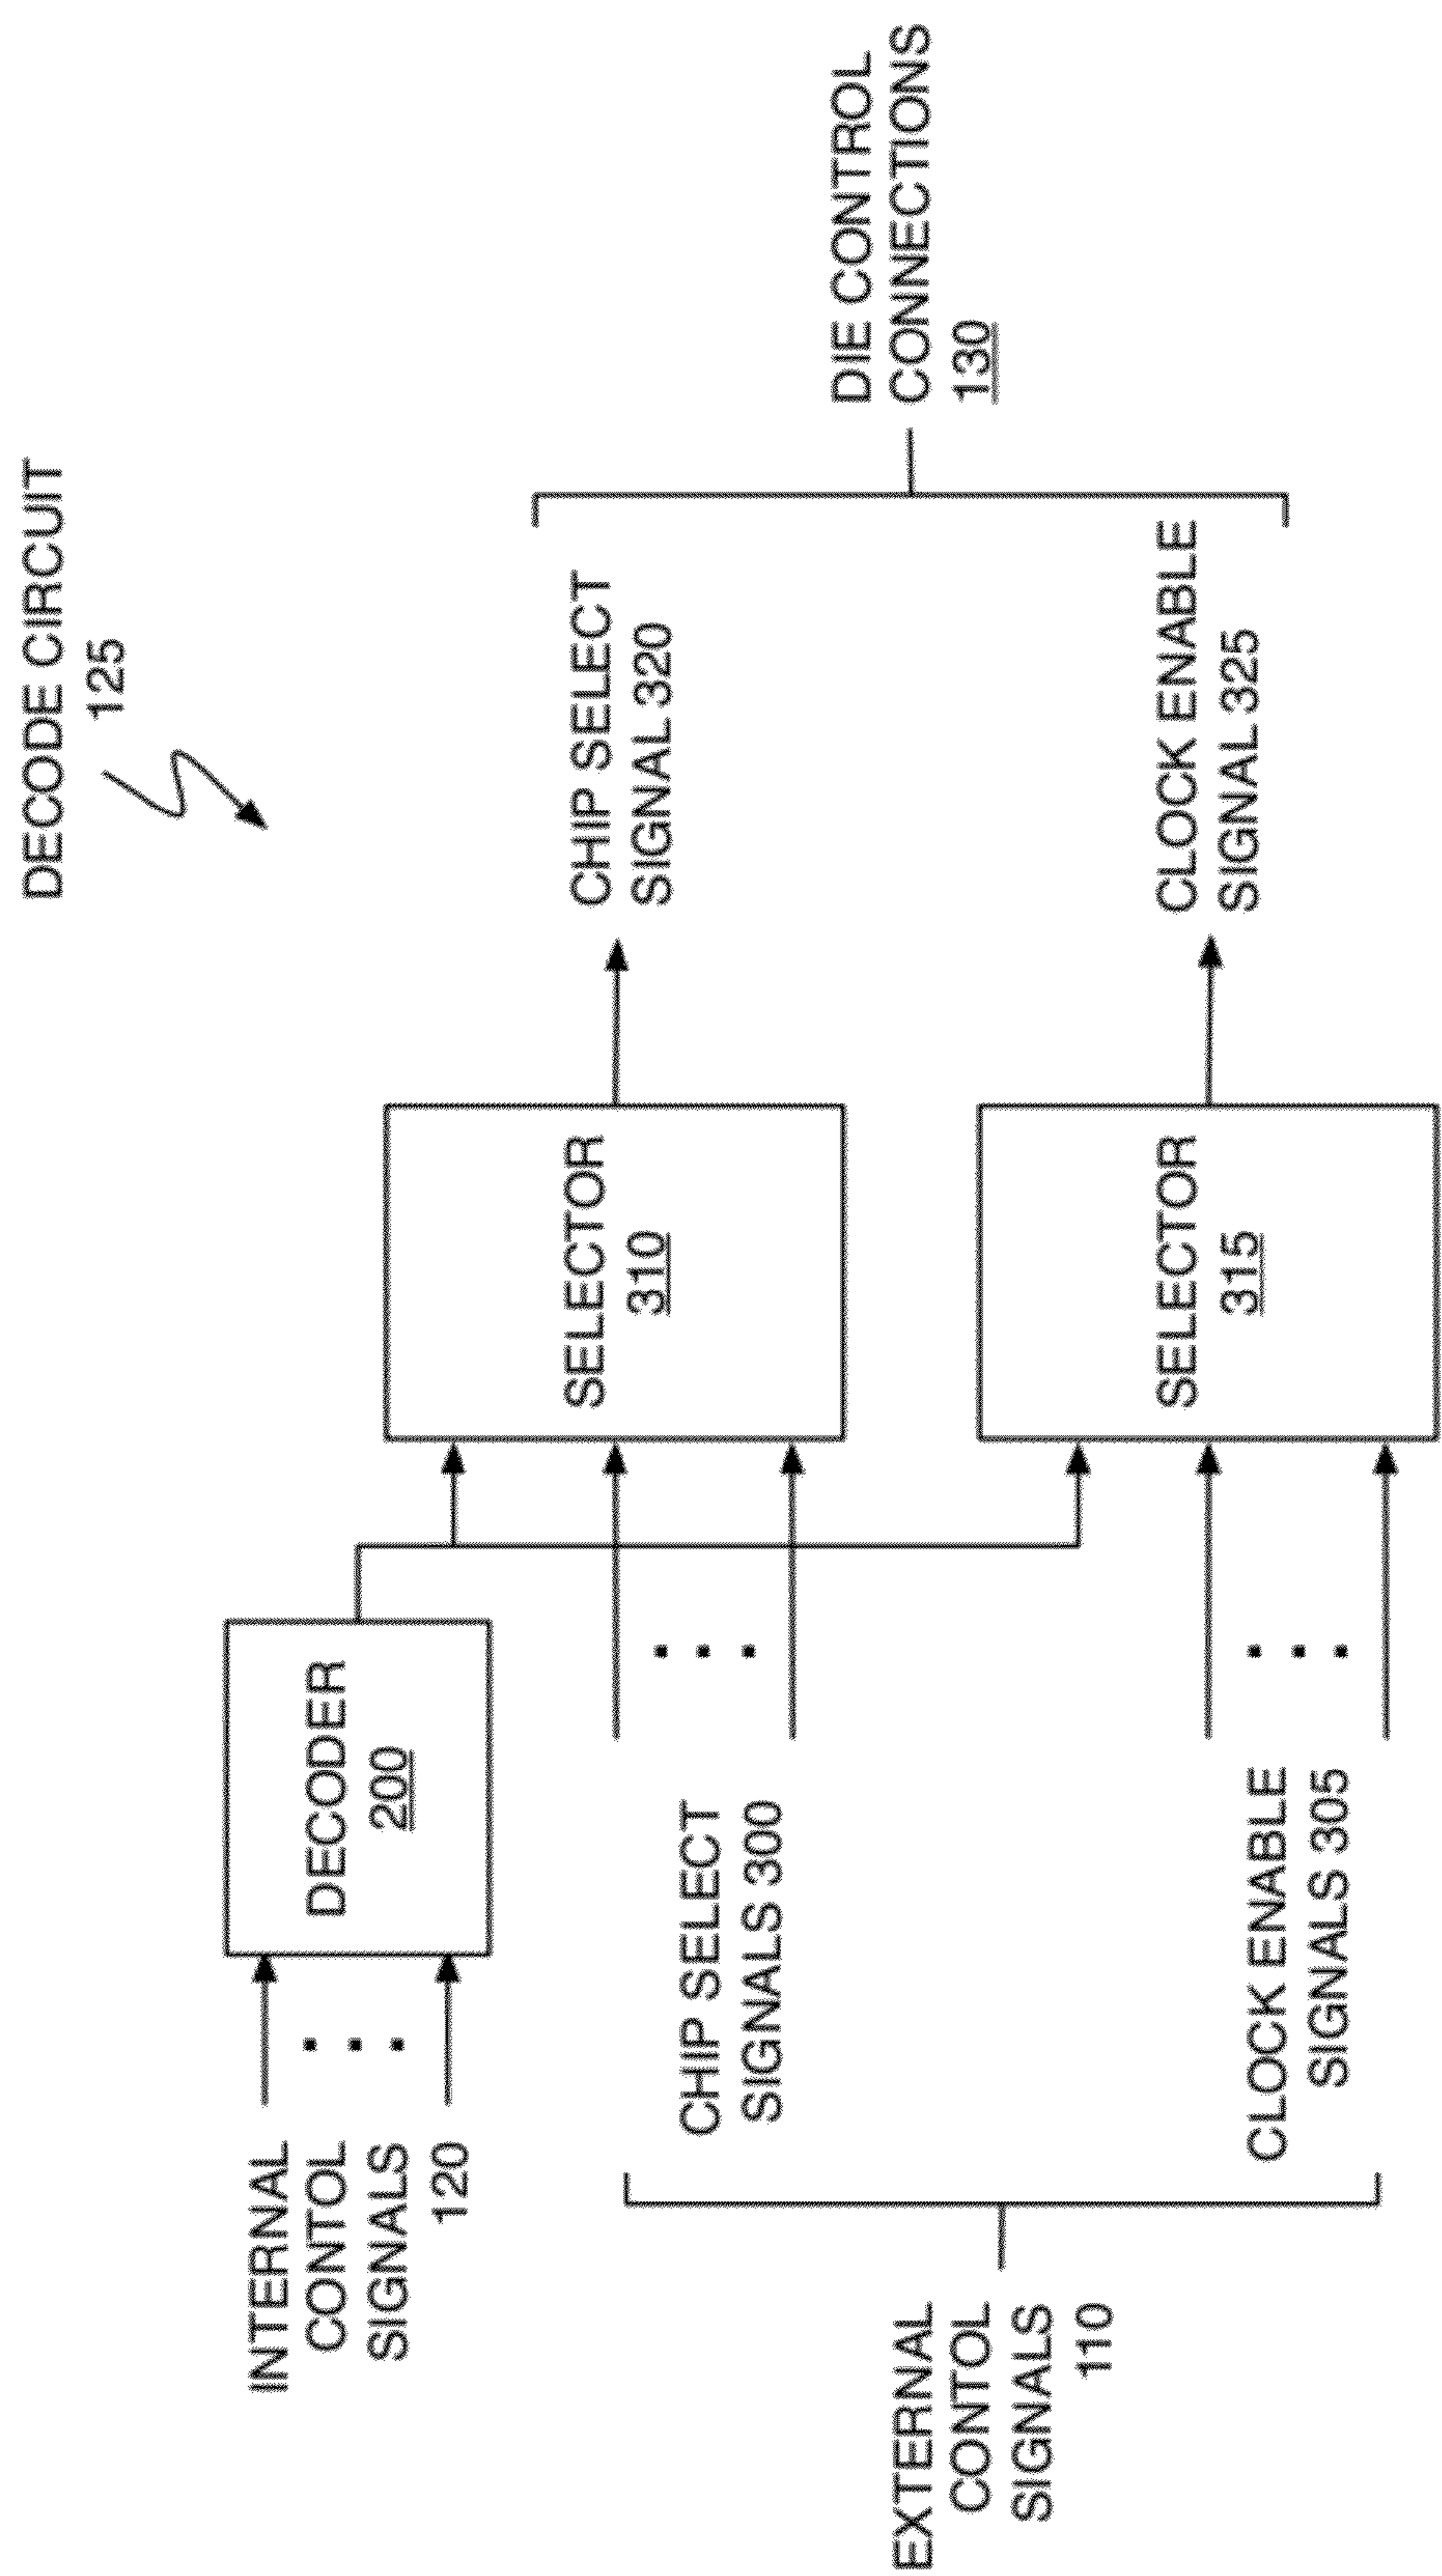 DECODE CIRCUIT
125
INTERNAL
CONTOL
SIGNALS
120
DECODER
200
CHIP SELECT
SIGNALS 300
SELECTOR
310
CHIP SELECT
SIGNAL 320
EXTERNAL
CONTOL
SIGNALS
110
DIE CONTROL
CONNECTIONS
130
CLOCK ENABLE
SIGNALS 305
SELECTOR
315
CLOCK ENABLE
SIGNAL 325